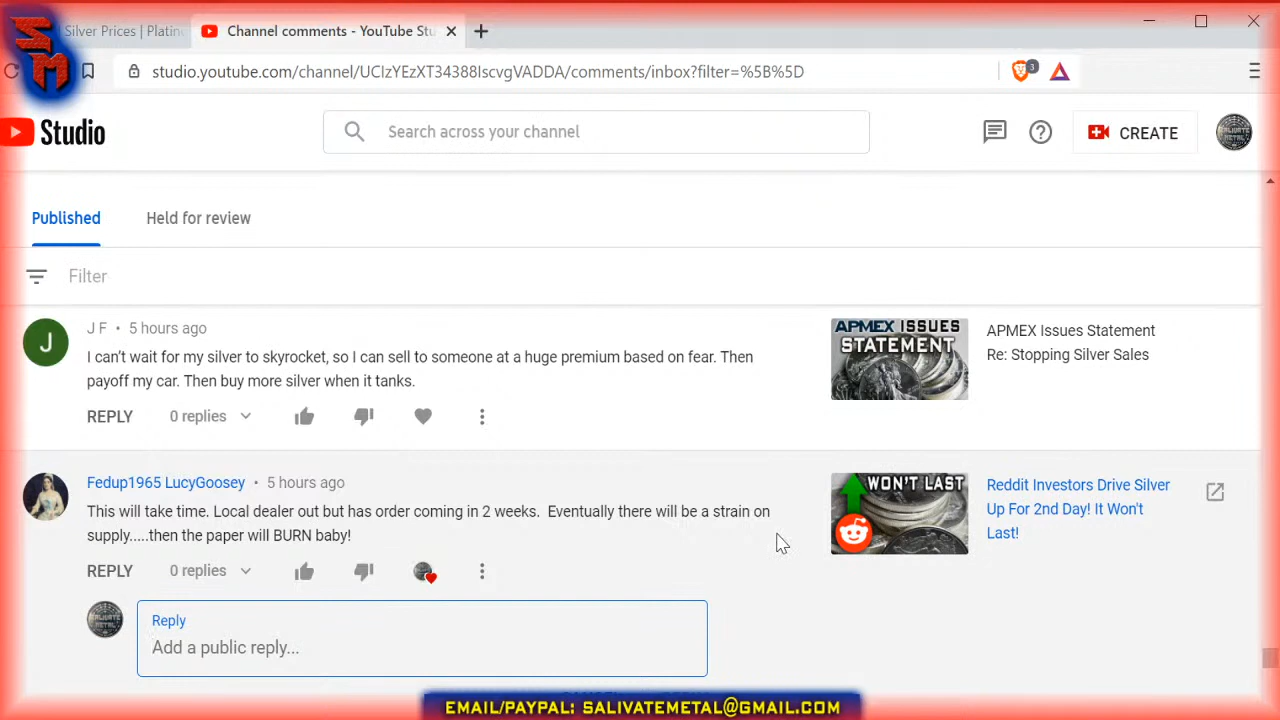 SM
Silver Prices | Platin
Channel comments - YouTube Stu
studio.youtube.com/channel/UCIzYEzXT34388IscvgVADDA/comments/inbox?filter=%5B%5D
3
Studio
Search across your channel
CREATE
Published
Held for review
Filter
J
J F • 5 hours ago
I can't wait for my silver to skyrocket, so I can sell to someone at a huge premium based on fear. Then
payoff my car. Then buy more silver when it tanks.
REPLY
0 replies
APMEX ISSUES
STATEMENT
APMEX Issues Statement
Re: Stopping Silver Sales
Fedup1965 LucyGoosey • 5 hours ago
This will take time. Local dealer out but has order coming in 2 weeks. Eventually there will be a strain on
supply.....then the paper will BURN baby!
REPLY
0 replies
WON'T LAST
Reddit Investors Drive Silver
Up For 2nd Day! It Won't
Last!
Reply
Add a public reply...
EMAIL/PAYPAL: SALIVATEMETAL@GMAIL.COM